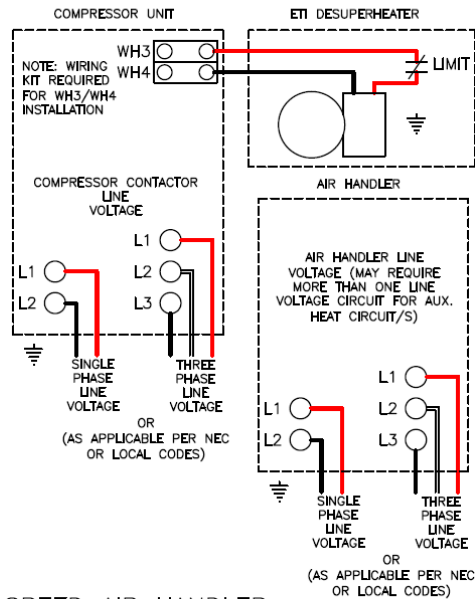 COMPRESSOR UNIT
ETI DESUPERHEATER
WH3
WH4
LIMIT
NOTE: WIRING
KIT REQUIRED
FOR WH3/WH4
INSTALLATION
COMPRESSOR CONTACTOR
LINE
VOLTAGE
L1
L2
L3
L1
L2
SINGLE
PHASE
LINE
VOLTAGE
THREE
PHASE
LINE
VOLTAGE
OR
(AS APPLICABLE PER NEC
OR LOCAL CODES)
AIR HANDLER
AIR HANDLER LINE
VOLTAGE (MAY REQUIRE
MORE THAN ONE LINE
VOLTAGE CIRCUIT FOR AUX.
HEAT CIRCUIT/S)
L1
L2
L3
L1
L2
SINGLE
PHASE
LINE
VOLTAGE
THREE
PHASE
LINE
VOLTAGE
OR
(AS APPLICABLE PER NEC
OR LOCAL CODES)